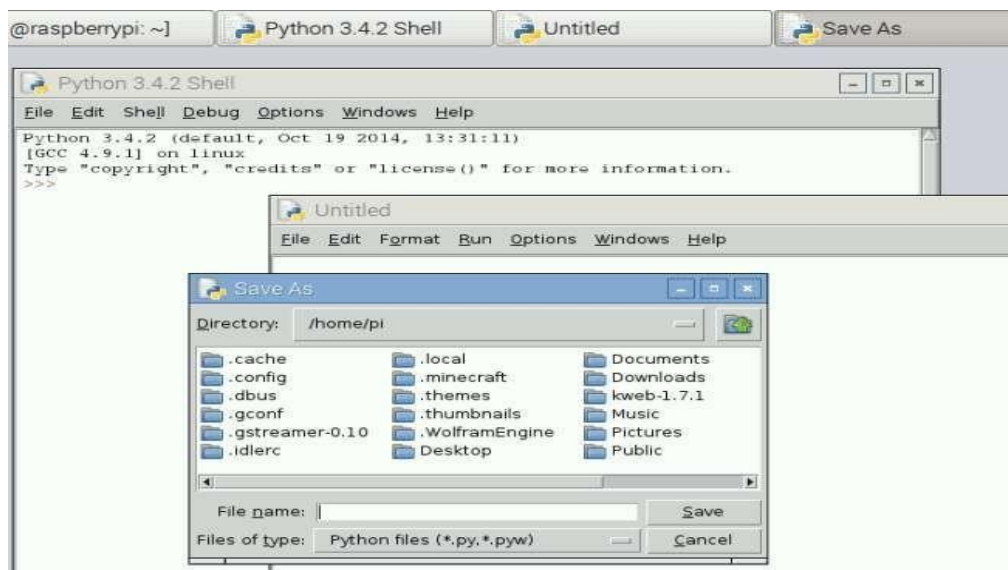 @raspberrypi: ~]
Python 3.4.2 Shell
Untitled
Save As
Python 3.4.2 Shell
File Edit Shell Debug Options Windows Help
Python 3.4.2 (default, Oct 19 2014, 13:31:11)
[GCC 4.9.1] on linux
Type "copyright", "credits" or "license()" for more information.
>>>
Untitled
File Edit Format Run Options Windows Help
Save As
Directory: /home/pi
.cache .local Documents
.config .minecraft Downloads
.dbus .themes kweb-1.7.1
.gconf .thumbnails Music
.gstreamer-0.10 .WolframEngine Pictures
.idlerc Desktop Public
File name: Save
Files of type: Python files (*.py,*.pyw) Cancel